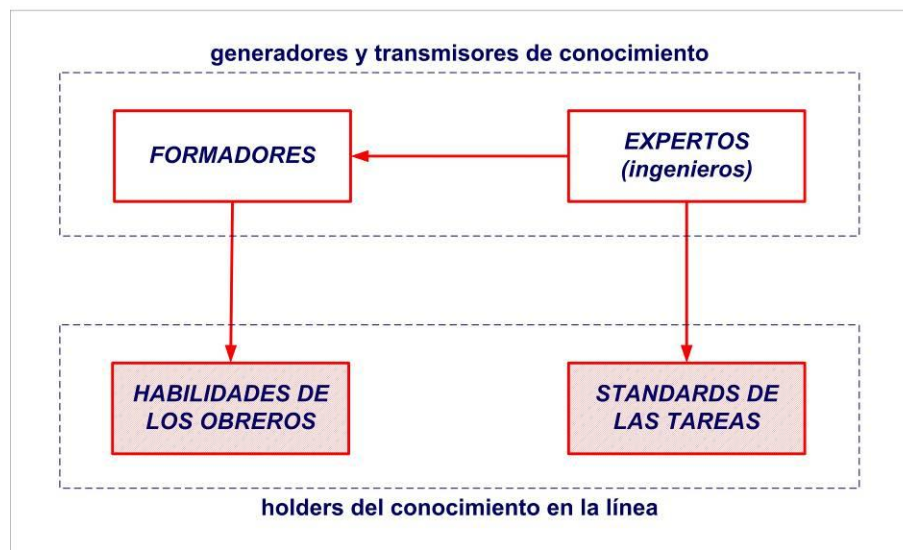 generadores y transmisores de conocimiento
FORMADORES
EXPERTOS
(ingenieros)
HABILIDADES DE
LOS OBREROS
STANDARDS DE
LAS TAREAS
holders del conocimiento en la línea